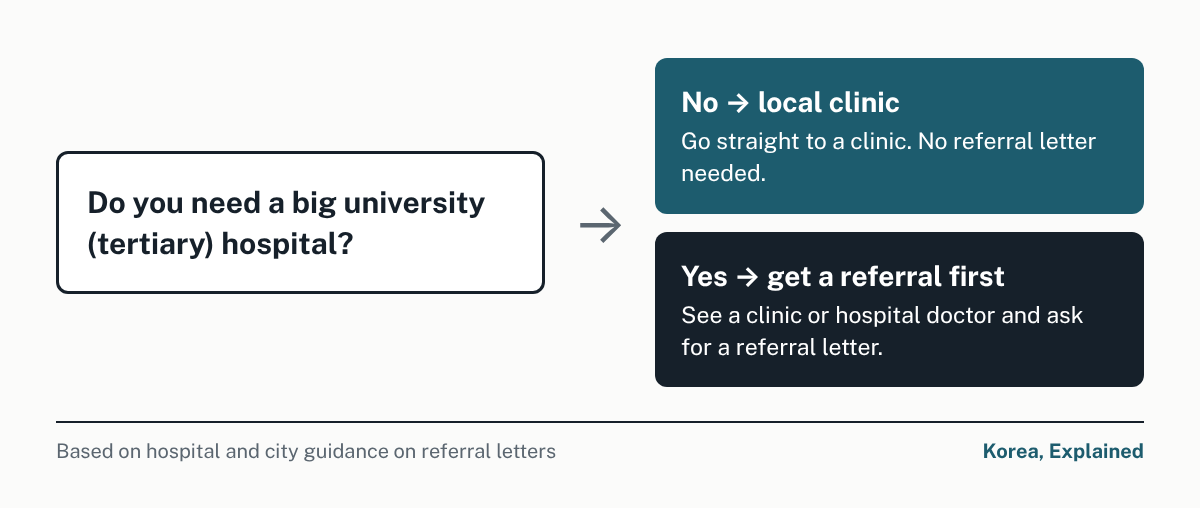 Do you need a big university
(tertiary) hospital?
No → local clinic
Go straight to a clinic. No referral letter
needed.
Yes → get a referral first
See a clinic or hospital doctor and ask
for a referral letter.
Based on hospital and city guidance on referral letters
Korea, Explained